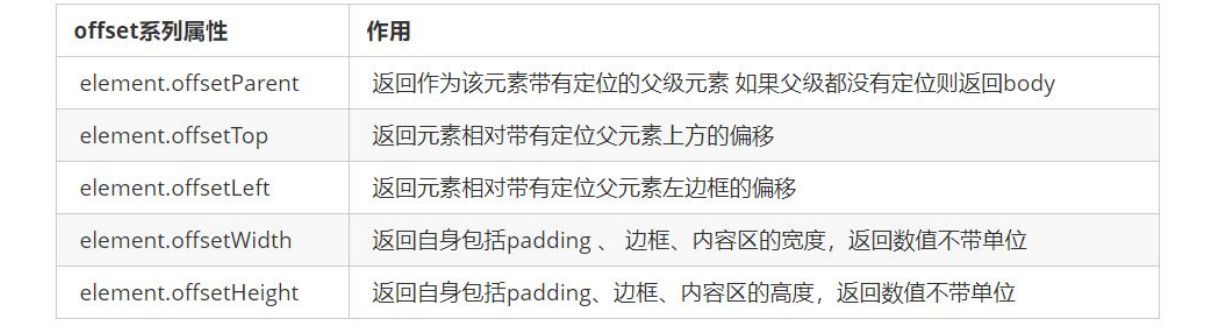 offset系列属性 作用
element.offsetParent 返回作为该元素带有定位的父级元素 如果父级都没有定位则返回body
element.offsetTop 返回元素相对带有定位父元素上方的偏移
element.offsetLeft 返回元素相对带有定位父元素左边框的偏移
element.offsetWidth 返回自身包括padding 、 边框、内容区的宽度，返回数值不带单位
element.offsetHeight 返回自身包括padding、边框、内容区的高度，返回数值不带单位